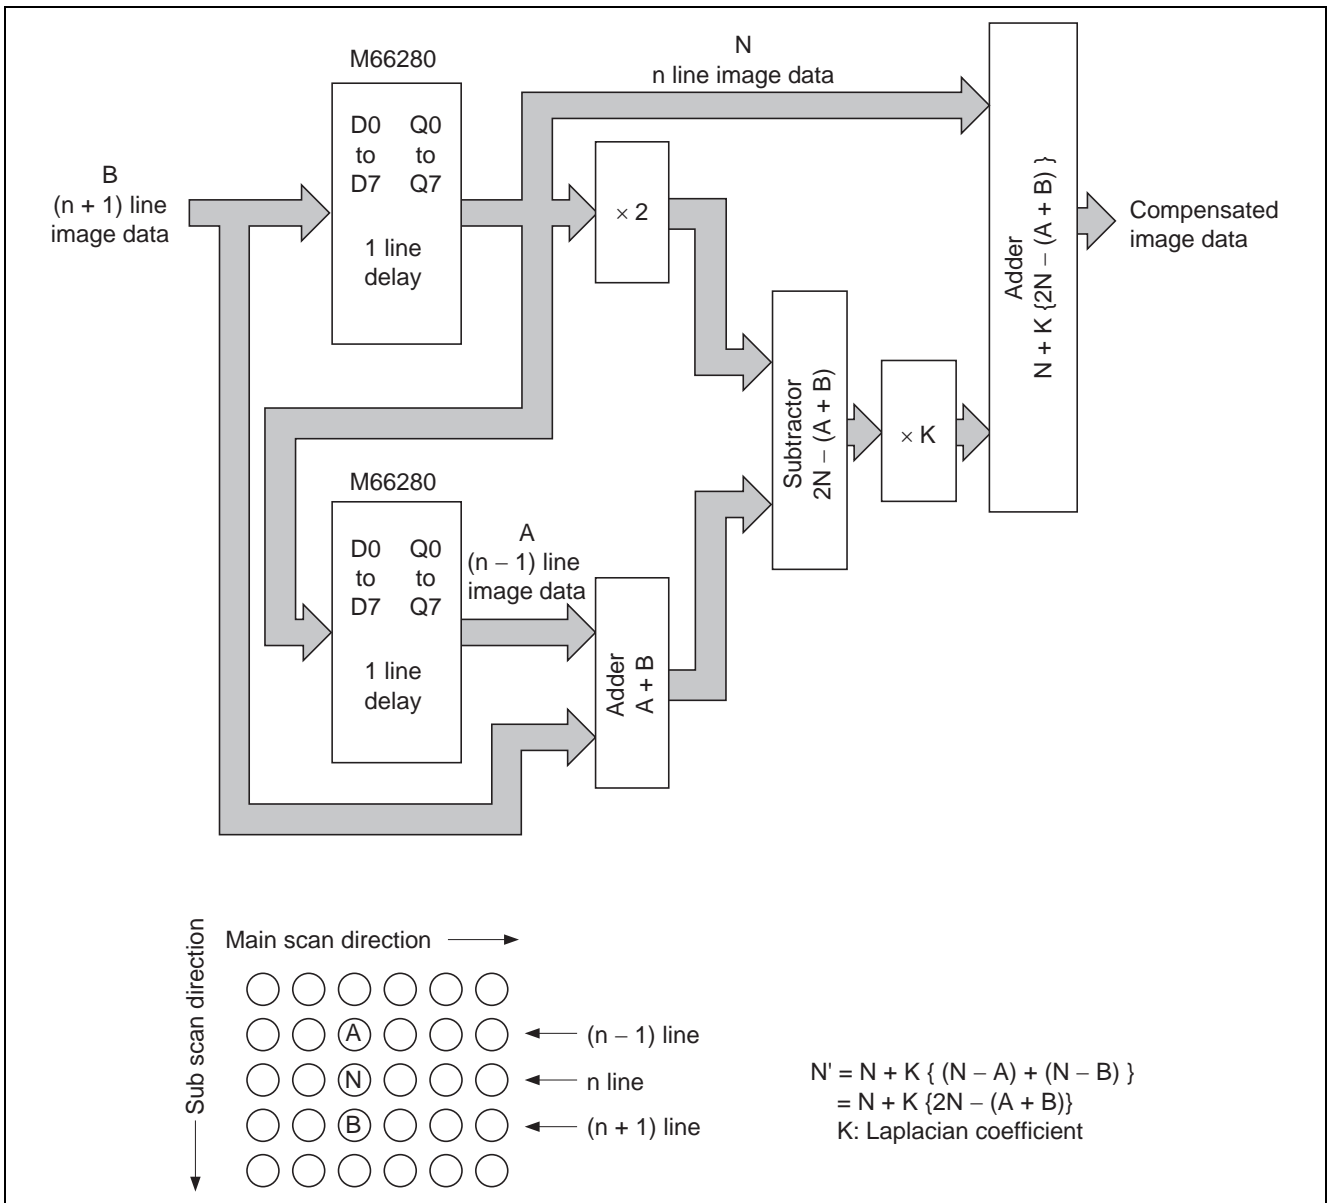 M66280
N
n line image data
D0 Q0
to to
D7 Q7
1 line
delay
B
(n + 1) line
image data
× 2
Adder
N + K {2N − (A + B) }
Compensated
image data
Subtractor
2N − (A + B)
× K
M66280
D0 Q0
to to
D7 Q7
1 line
delay
A
(n − 1) line
image data
Adder
A + B
Sub scan direction
Main scan direction
A
(n − 1) line
N
n line
B
(n + 1) line
N' = N + K { (N − A) + (N − B) }
= N + K {2N − (A + B)}
K: Laplacian coefficient